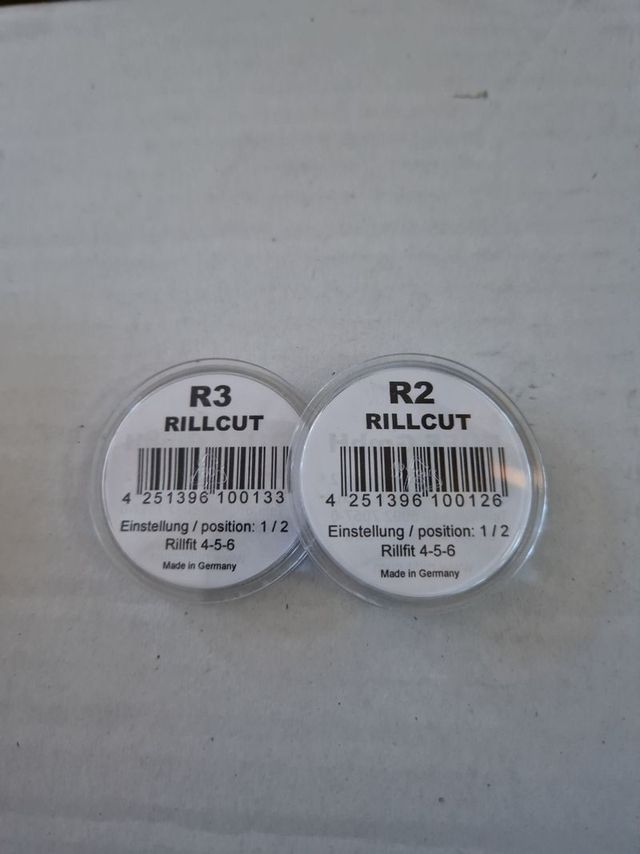 R3
RILLCUT
4 251396 100133
Einstellung / position: 1 / 2
Rillfit 4-5-6
Made in Germany
R2
RILLCUT
4 251396 100126
Einstellung / position: 1 / 2
Rillfit 4-5-6
Made in Germany